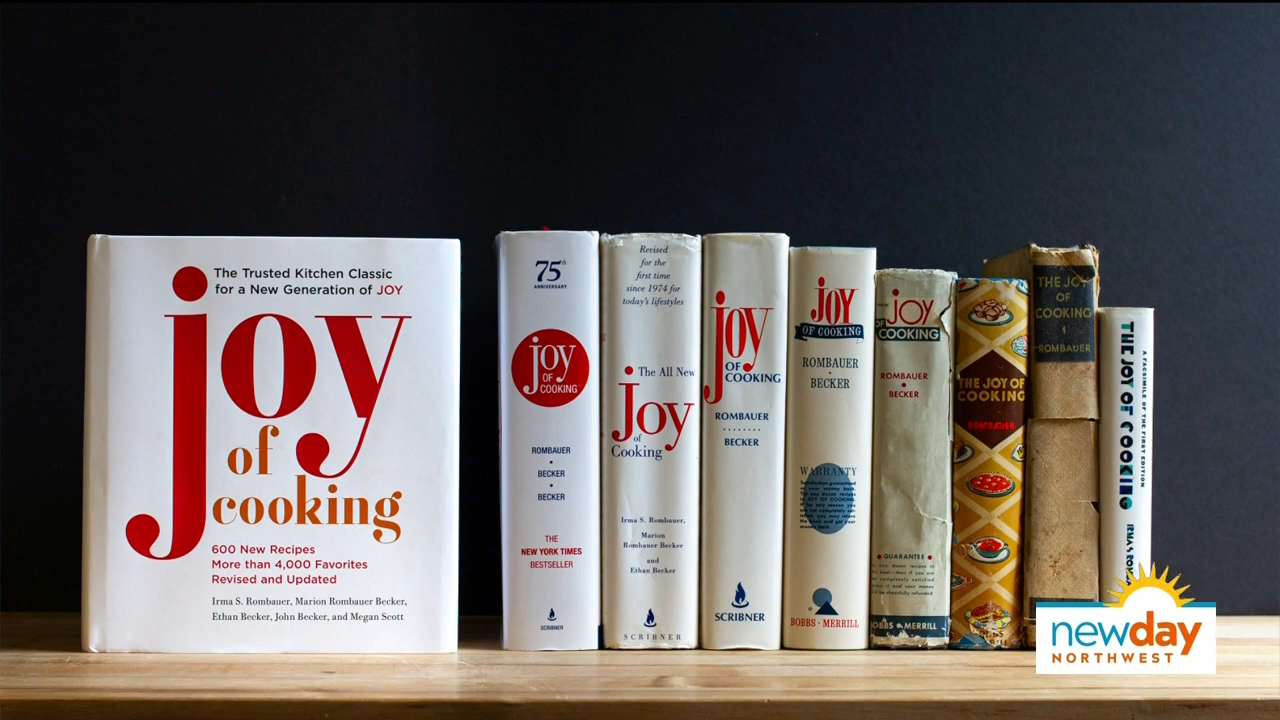 The Trusted Kitchen Classic
for a New Generation of JOY
joy
of
cooking
600 New Recipes
More than 4,000 Favorites
Revised and Updated
Irma S. Rombauer, Marion Rombauer Becker,
Ethan Becker, John Becker, and Megan Scott
75th
ANNIVERSARY
joy
OF
COOKING
ROMBAUER
•
BECKER
•
BECKER
THE
NEW YORK TIMES
BESTSELLER
SCRIBNER
Revised
for the
first time
since 1974 for
today's lifestyles
The All New
Joy
of
Cooking
Irma S. Rombauer,
Marion
Rombauer Becker
and
Ethan Becker
SCRIBNER
joy
OF
COOKING
ROMBAUER
BECKER
SCRIBNER
JOY
OF COOKING
ROMBAUER
BECKER
WARRANTY
Satisfaction guaranteed
BOBBS • MERRILL
JOY
OF
COOKING
ROMBAUER
•
BECKER
• GUARANTEE •
BOBBS • MERRILL
THE JOY OF
COOKING
ROMBAUER
THE JOY
OF
COOKING
ROMBAUER
THE JOY OF COOKING
A FACSIMILE OF THE FIRST EDITION
IRMA S.
newday
NORTHWEST